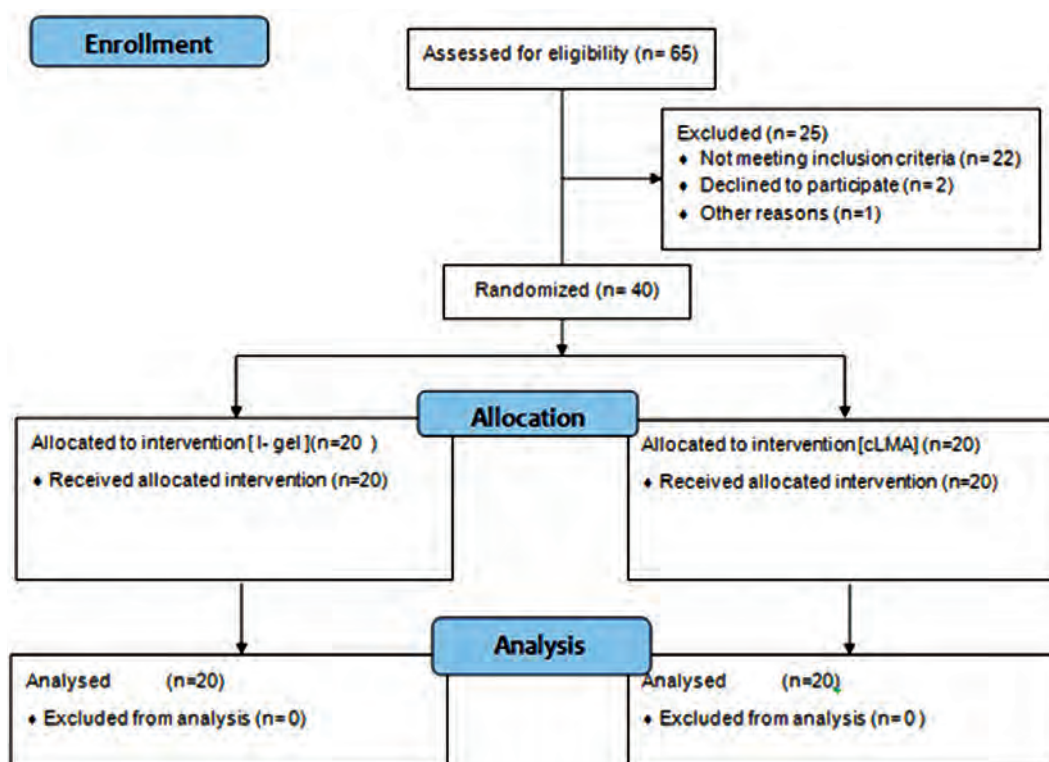 Enrollment
Assessed for eligibility (n= 65)
Excluded (n= 25)
♦ Not meeting inclusion criteria (n= 22)
♦ Declined to participate (n= 2)
♦ Other reasons (n=1)
Randomized (n= 40)
Allocation
Allocated to intervention [ I- gel ](n=20 )
♦ Received allocated intervention (n=20)
Allocated to intervention [cLMA] (n=20)
♦ Received allocated intervention (n=20)
Analysis
Analysed (n=20)
♦ Excluded from analysis (n= 0)
Analysed (n=20)
♦ Excluded from analysis (n= 0 )